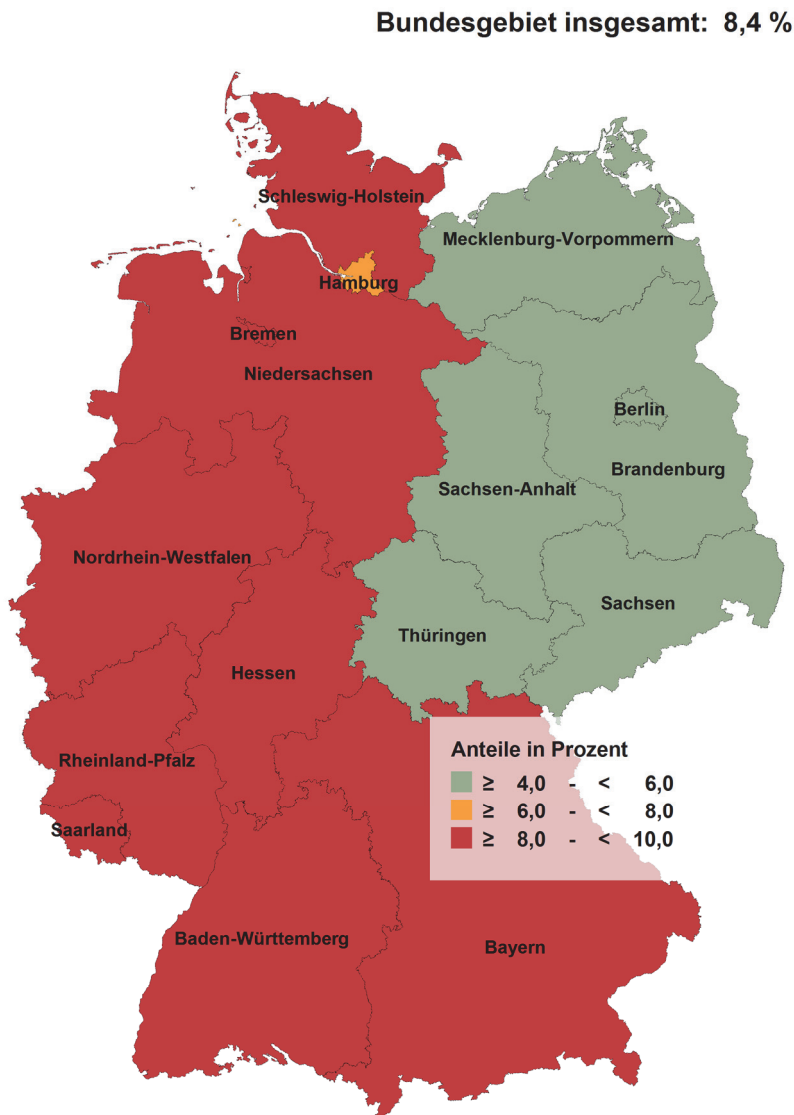 Bundesgebiet insgesamt: 8,4 %
Schleswig-Holstein
Mecklenburg-Vorpommern
Hamburg
Bremen
Niedersachsen
Berlin
Brandenburg
Sachsen-Anhalt
Nordrhein-Westfalen
Sachsen
Thüringen
Hessen
Rheinland-Pfalz
Saarland
Baden-Württemberg
Bayern
Anteile in Prozent
≥ 4,0 - < 6,0
≥ 6,0 - < 8,0
≥ 8,0 - < 10,0